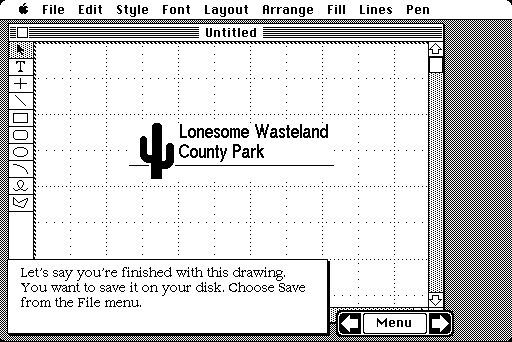 File Edit Style Font Layout Arrange Fill Lines Pen
Untitled
T
Lonesome Wasteland
County Park
Let's say you're finished with this drawing.
You want to save it on your disk. Choose Save
from the File menu.
Menu